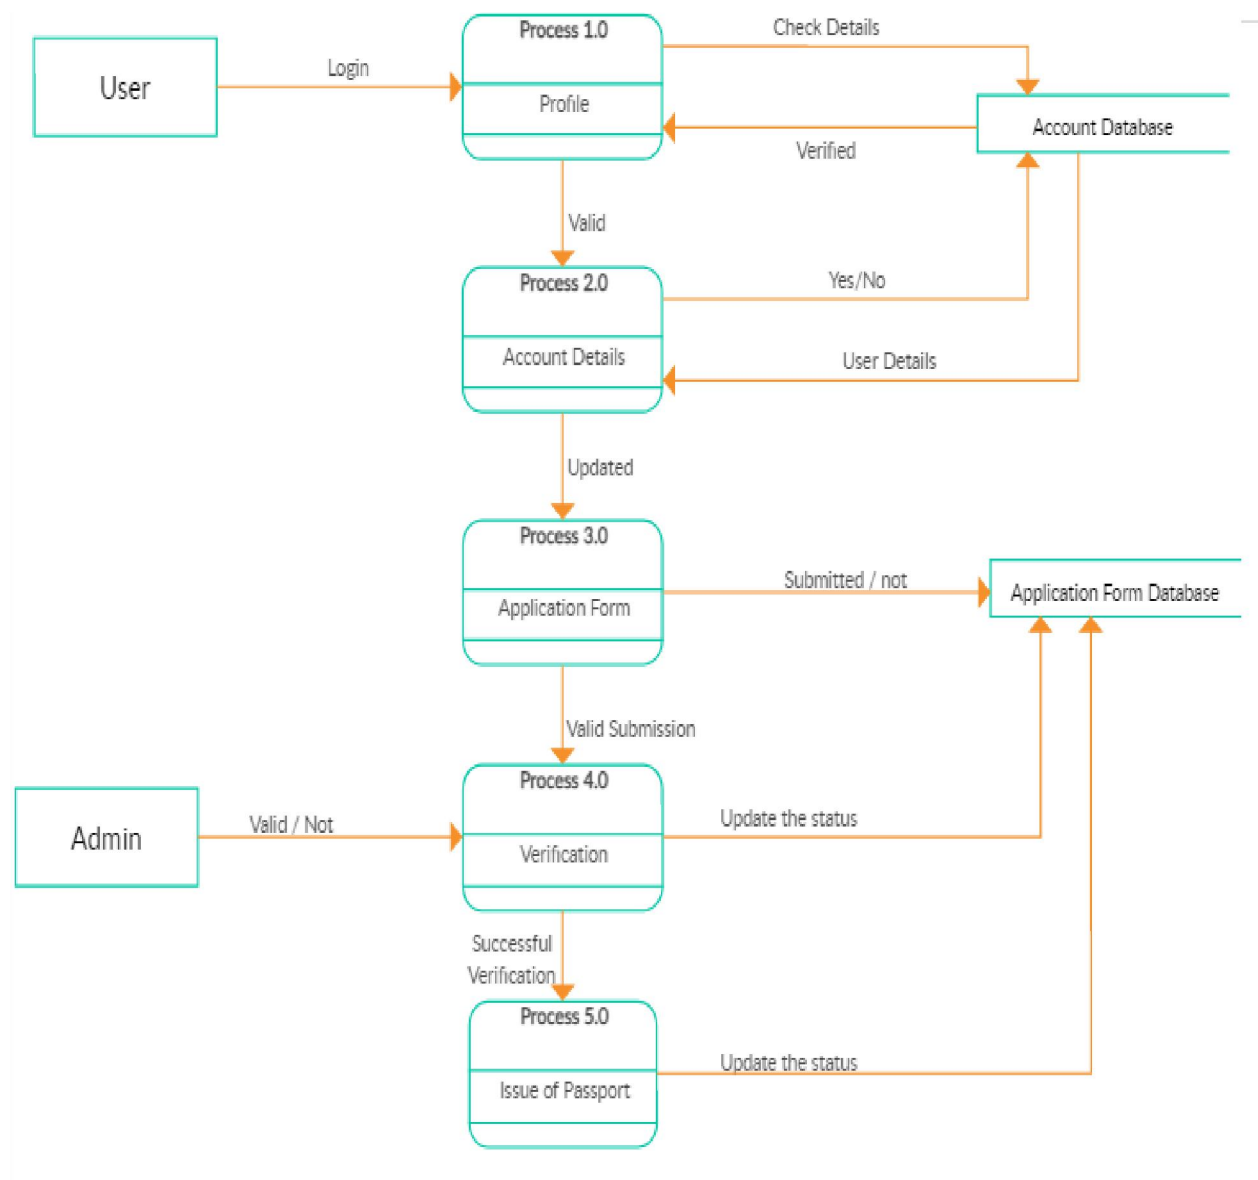 Process 1.0
Check Details
User
Login
Profile
Account Database
Verified
Valid
Process 2.0
Yes/No
Account Details
User Details
Updated
Process 3.0
Submitted / not
Application Form
Application Form Database
Valid Submission
Process 4.0
Admin
Valid / Not
Update the status
Verification
Successful
Verification
Process 5.0
Update the status
Issue of Passport